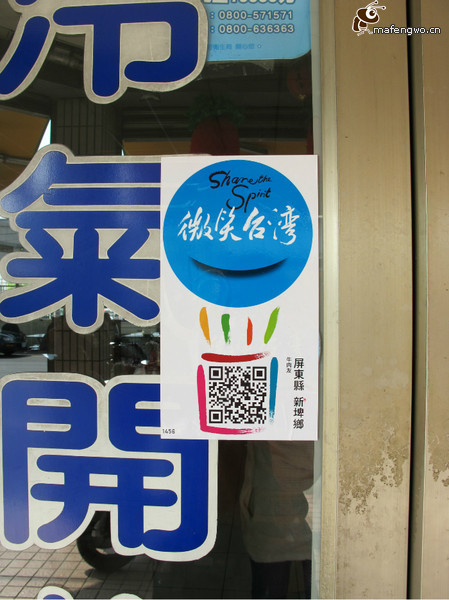 mafengwo.cn
: 0800-571571
: 0800-636363
冷
氣
開
Share the
Spirit
微笑台灣
屏東縣 新埤鄉
1456